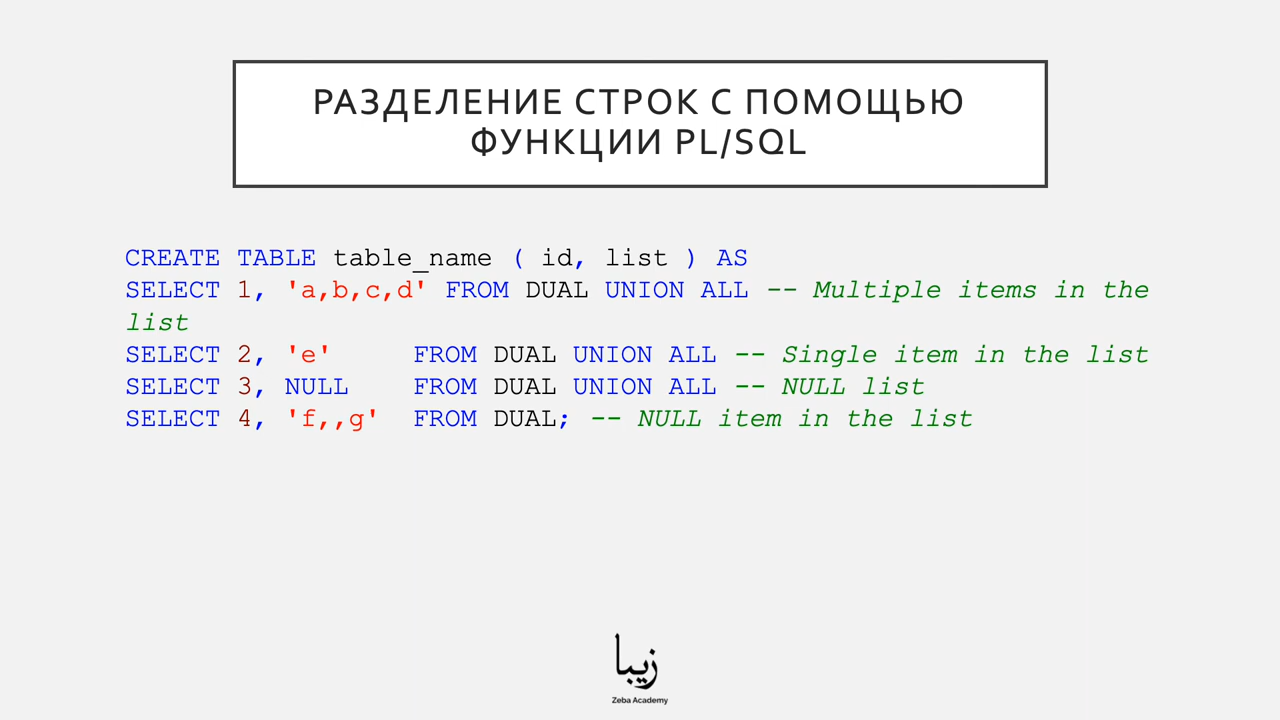 РАЗДЕЛЕНИЕ СТРОК С ПОМОЩЬЮ
ФУНКЦИИ PL/SQL
CREATE TABLE table_name ( id, list ) AS
SELECT 1, 'a,b,c,d' FROM DUAL UNION ALL -- Multiple items in the
list
SELECT 2, 'e'     FROM DUAL UNION ALL -- Single item in the list
SELECT 3, NULL    FROM DUAL UNION ALL -- NULL list
SELECT 4, 'f,,g'  FROM DUAL; -- NULL item in the list
زیبا
Zeba Academy